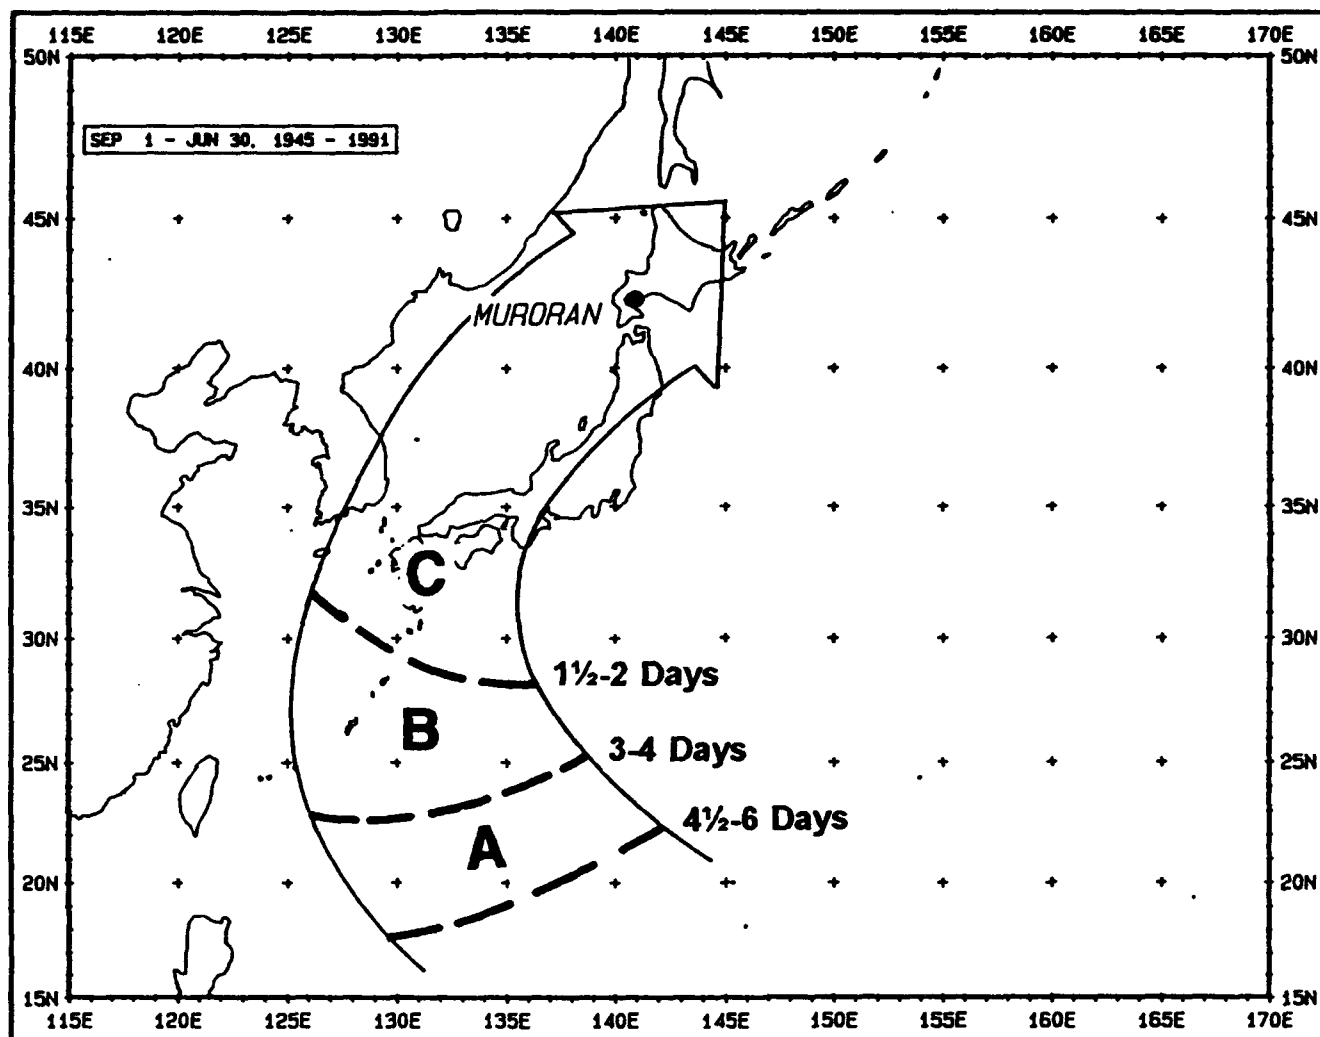 115E 120E 125E 130E 135E 140E 145E 150E 155E 160E 165E 170E
50N 50N
SEP 1 - JUN 30, 1945 - 1991
45N 45N
MURORAN
40N 40N
35N 35N
C
30N 30N
1½-2 Days
B
3-4 Days
25N 25N
4½-6 Days
A
20N 20N
15N 15N
115E 120E 125E 130E 135E 140E 145E 150E 155E 160E 165E 170E